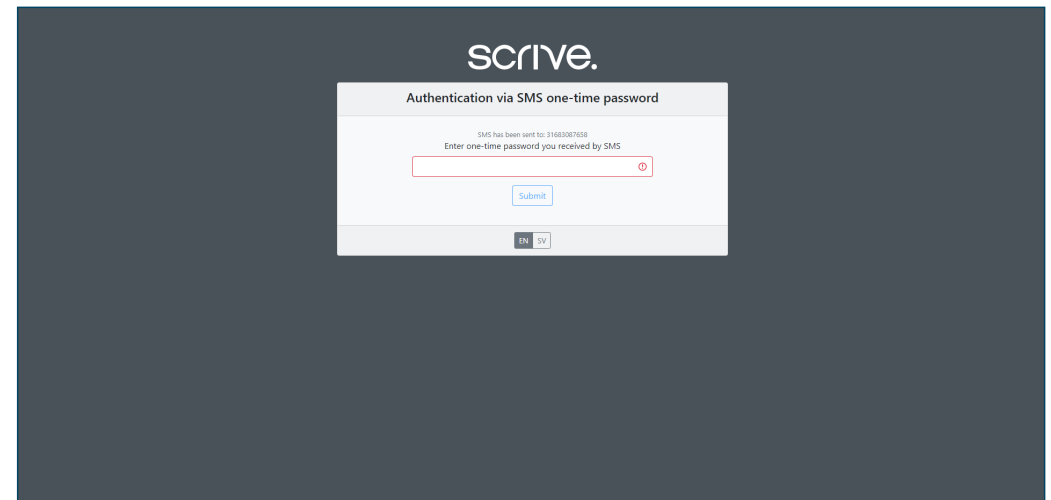 scrive.
Authentication via SMS one-time password
SMS has been sent to: 31683087658
Enter one-time password you received by SMS
Submit
EN SV